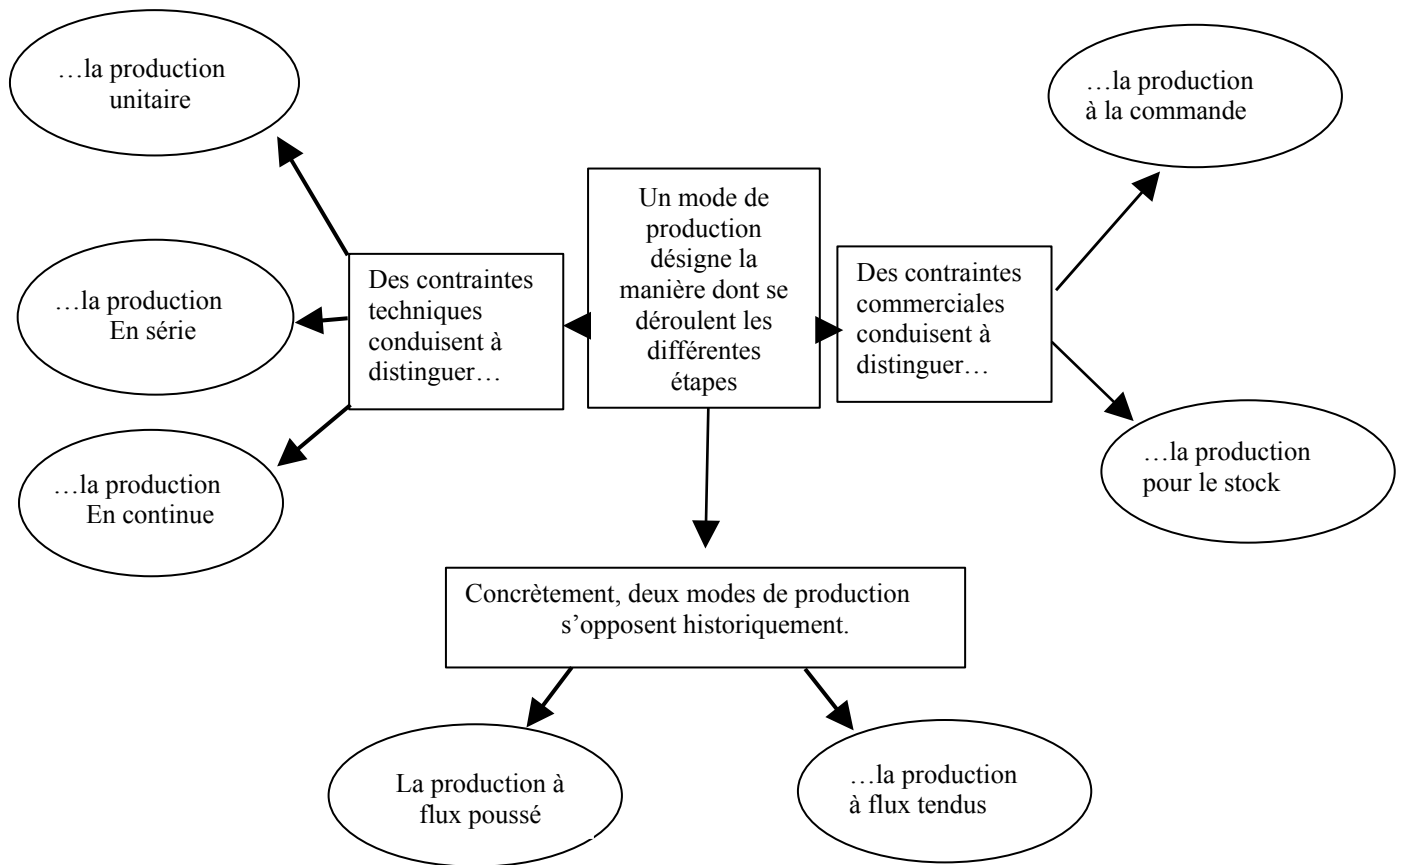 …la production
unitaire
…la production
à la commande
Un mode de
production
désigne la
manière dont se
déroulent les
différentes
étapes
Des contraintes
techniques
conduisent à
distinguer…
Des contraintes
commerciales
conduisent à
distinguer…
…la production
En série
…la production
En continue
…la production
pour le stock
Concrètement, deux modes de production
s’opposent historiquement.
La production à
flux poussé
…la production
à flux tendus